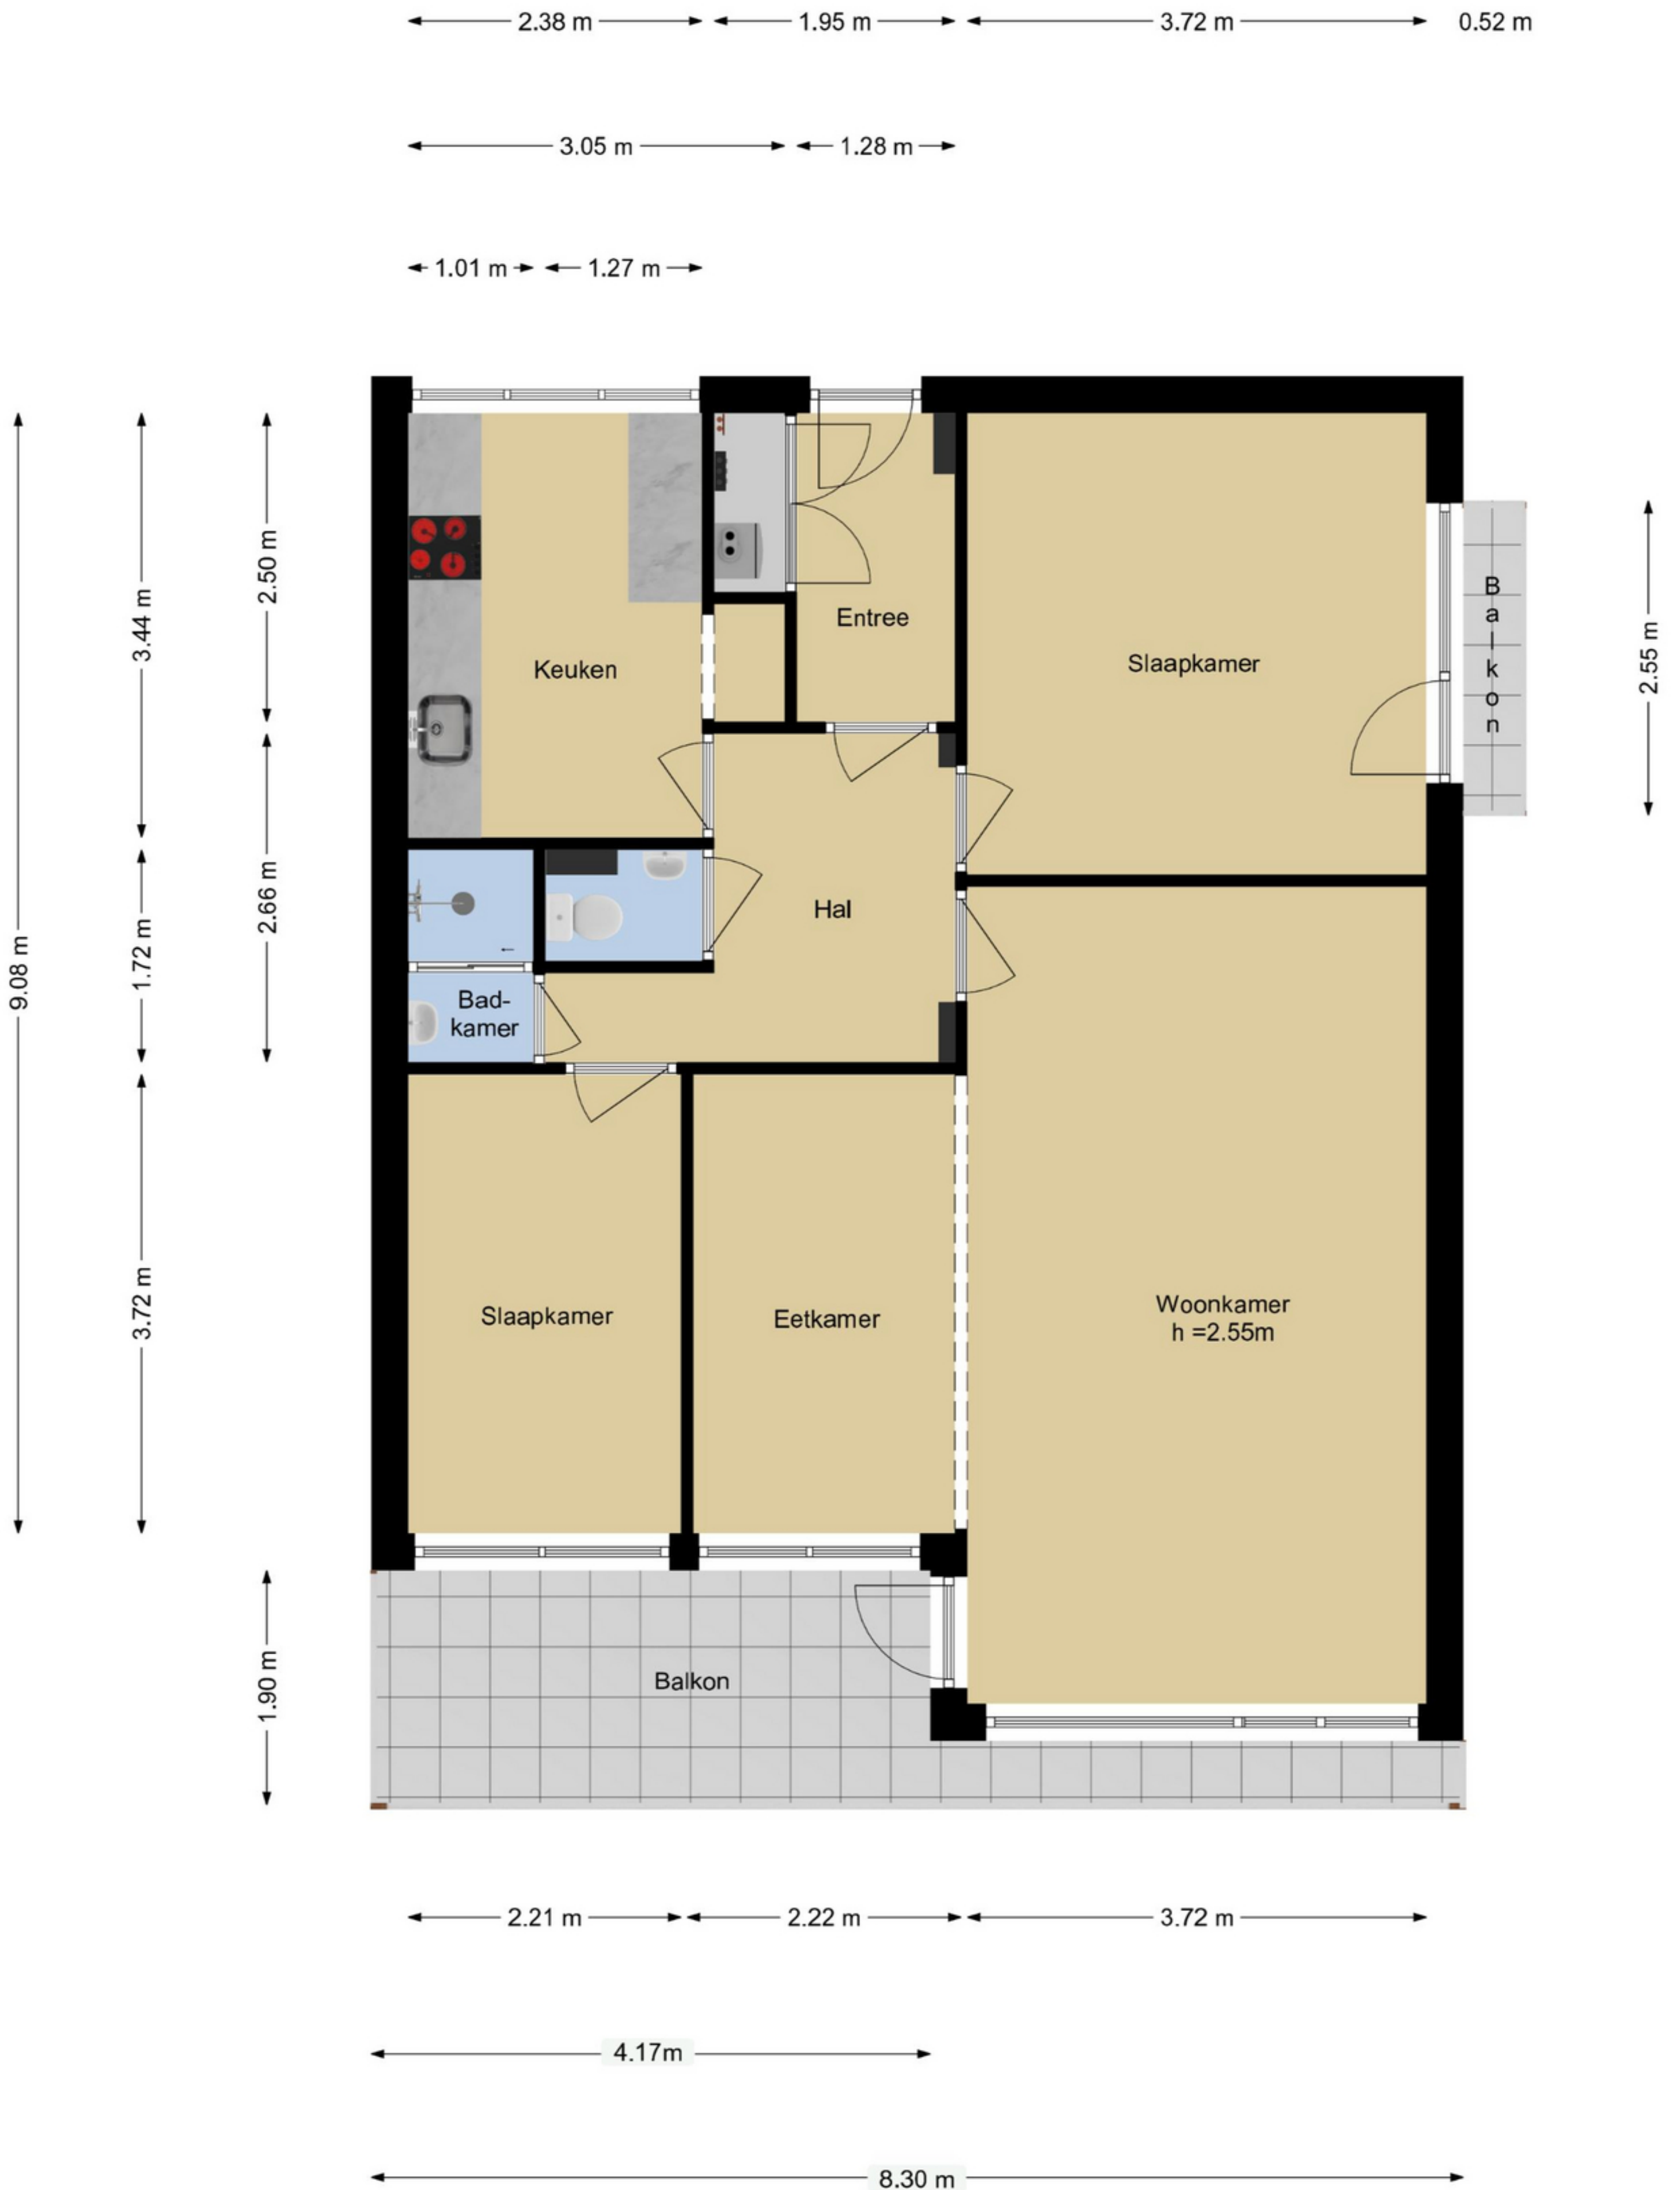 2.38 m
1.95 m
3.72 m
0.52 m
3.05 m
1.28 m
1.01 m
1.27 m
9.08 m
3.44 m
1.72 m
3.72 m
2.50 m
2.66 m
1.90 m
2.55 m
Keuken
Entree
Slaapkamer
B
a
l
k
o
n
Hal
Bad-
kamer
Slaapkamer
Eetkamer
Woonkamer
h =2.55m
Balkon
2.21 m
2.22 m
3.72 m
4.17m
8.30 m